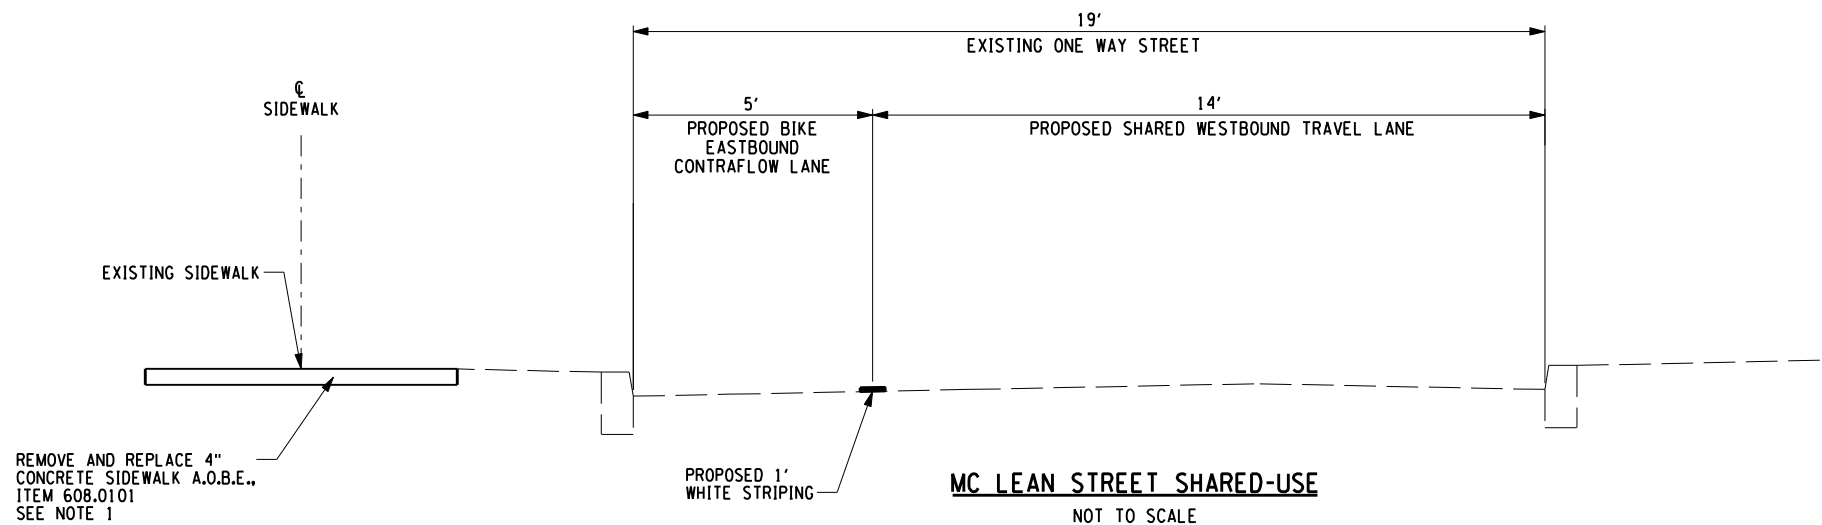 19'
EXISTING ONE WAY STREET
℄
SIDEWALK
5'
PROPOSED BIKE
EASTBOUND
CONTRAFLOW LANE
14'
PROPOSED SHARED WESTBOUND TRAVEL LANE
EXISTING SIDEWALK
REMOVE AND REPLACE 4"
CONCRETE SIDEWALK A.O.B.E.,
ITEM 608.0101
SEE NOTE 1
PROPOSED 1'
WHITE STRIPING
MC LEAN STREET SHARED-USE
NOT TO SCALE